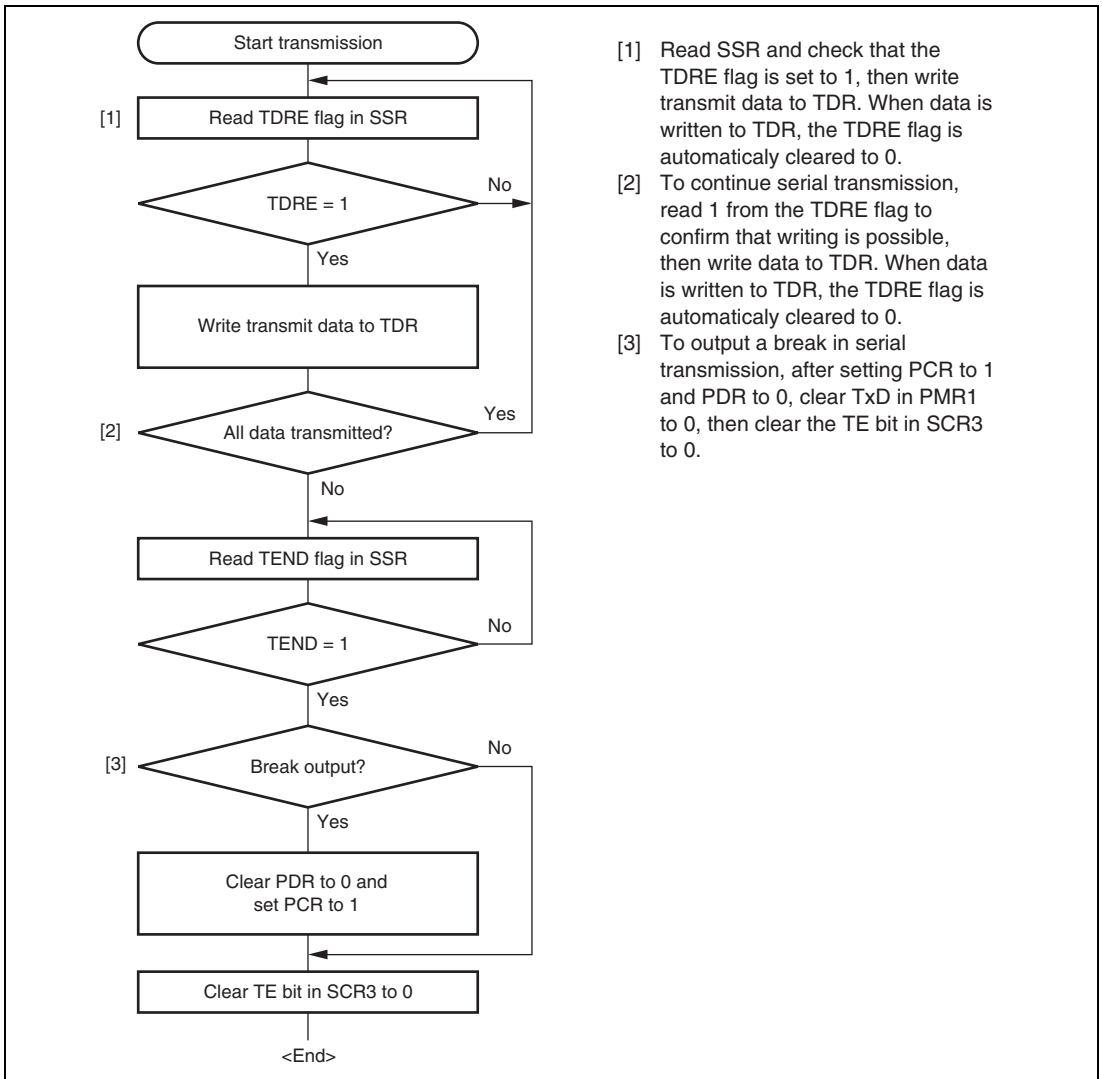 Start transmission
[1]
Read TDRE flag in SSR
TDRE = 1
No
Yes
Write transmit data to TDR
[2]
All data transmitted?
Yes
No
Read TEND flag in SSR
TEND = 1
No
Yes
[3]
Break output?
No
Yes
Clear PDR to 0 and
set PCR to 1
Clear TE bit in SCR3 to 0
<End>
[1] Read SSR and check that the
TDRE flag is set to 1, then write
transmit data to TDR. When data is
written to TDR, the TDRE flag is
automaticaly cleared to 0.
[2] To continue serial transmission,
read 1 from the TDRE flag to
confirm that writing is possible,
then write data to TDR. When data
is written to TDR, the TDRE flag is
automaticaly cleared to 0.
[3] To output a break in serial
transmission, after setting PCR to 1
and PDR to 0, clear TxD in PMR1
to 0, then clear the TE bit in SCR3
to 0.